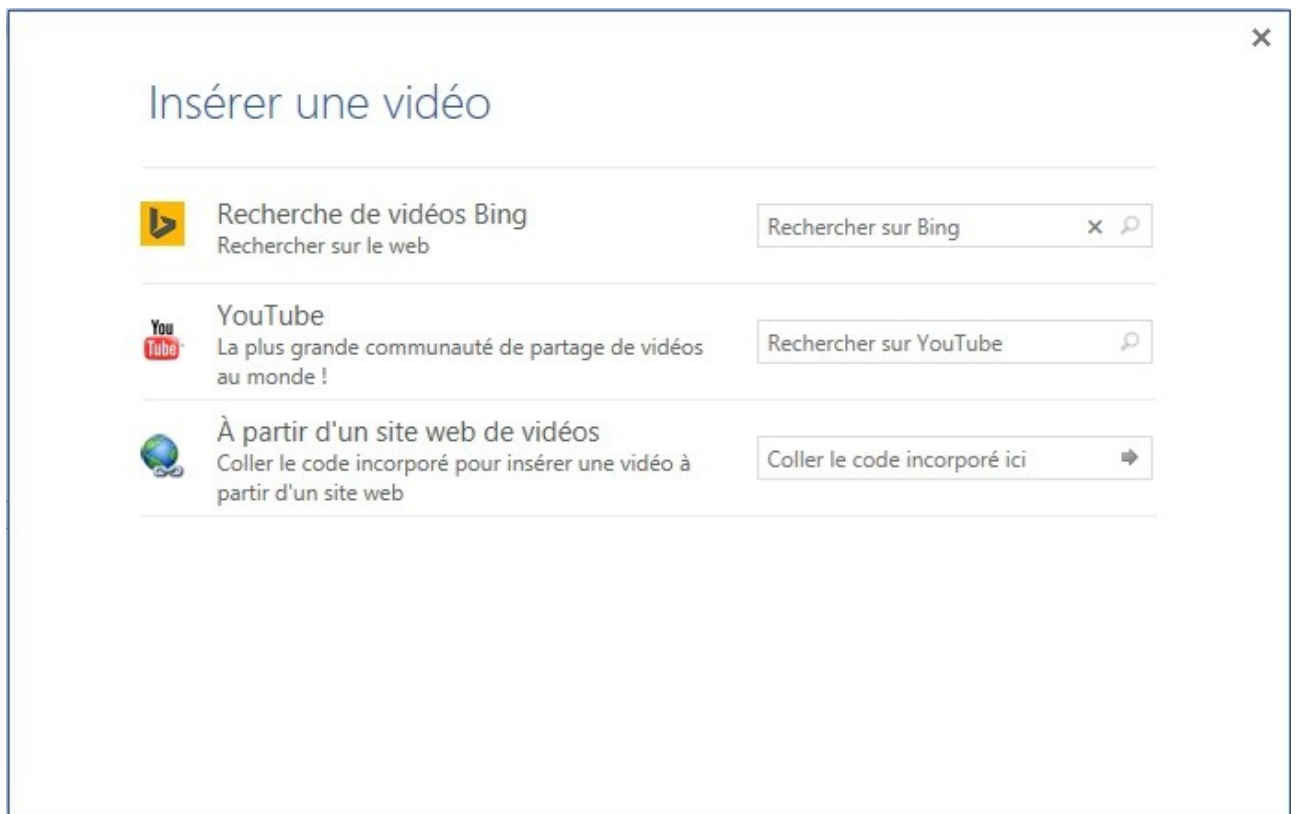 Insérer une vidéo
Recherche de vidéos Bing
Rechercher sur le web
Rechercher sur Bing
You
Tube
YouTube
La plus grande communauté de partage de vidéos
au monde !
Rechercher sur YouTube
À partir d'un site web de vidéos
Coller le code incorporé pour insérer une vidéo à
partir d'un site web
Coller le code incorporé ici